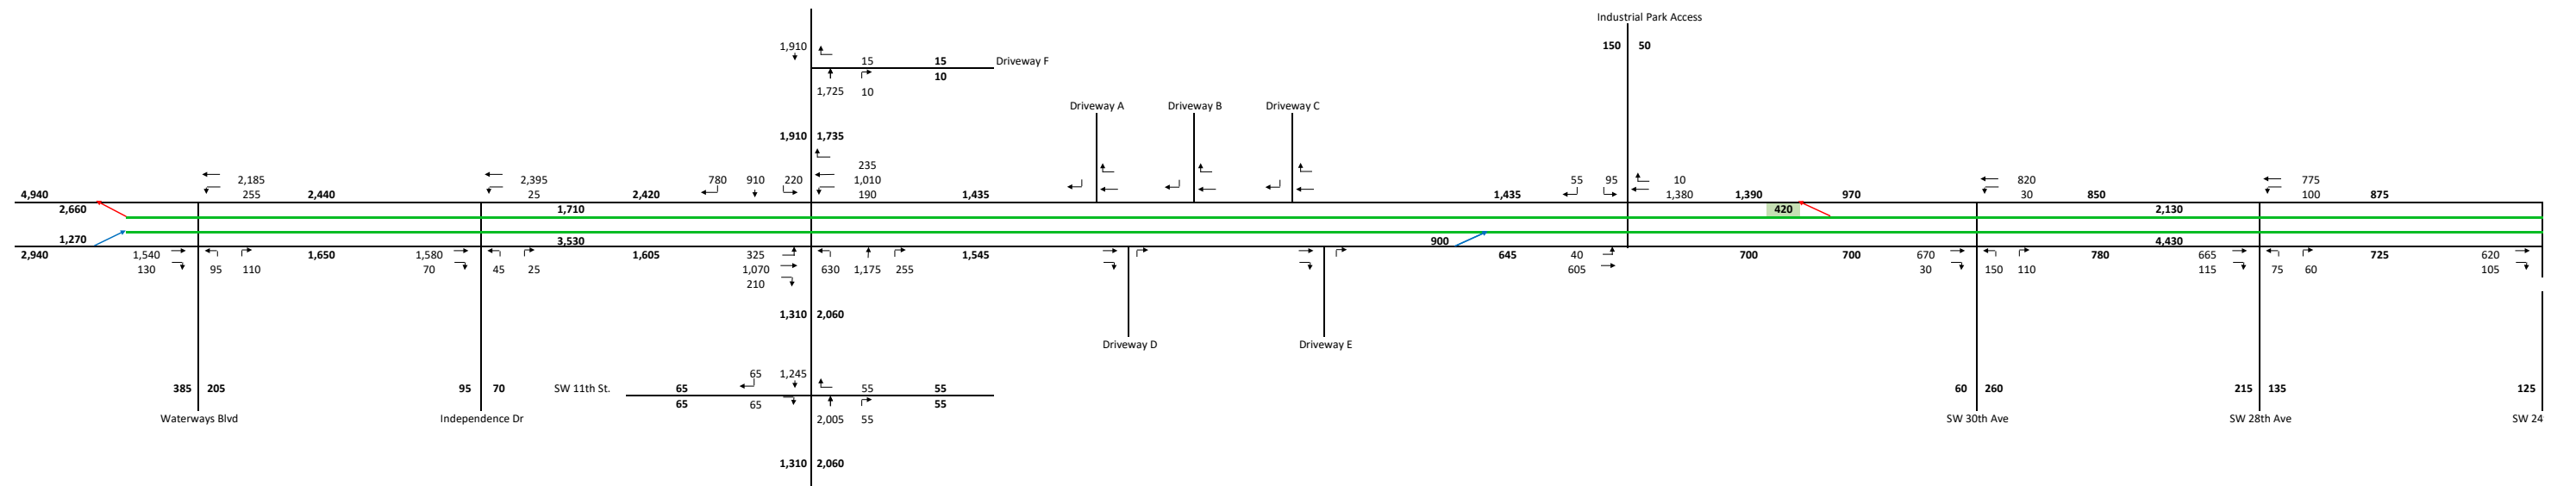 Industrial Park Access
1,910
150 50
15 15 Driveway F
10
1,725 10
Driveway A Driveway B Driveway C
1,910 1,735
235
2,185 2,395 780 910 220 1,010 55 95 10 820 775
4,940 255 2,440 25 2,420 190 1,435 1,435 1,380 1,390 970 30 850 100 875
2,660 1,710 420 2,130
1,270 3,530 900 4,430
2,940 1,540 1,650 1,580 1,605 325 1,545 645 40 700 700 670 780 665 725 620
130 95 110 70 45 25 1,070 630 1,175 255 605 30 150 110 115 75 60 105
210
1,310 2,060
Driveway D Driveway E
65 1,245
385 205 95 70 SW 11th St. 65 55 55 60 260 215 135 125
65 65 55
Waterways Blvd Independence Dr 2,005 55 SW 30th Ave SW 28th Ave SW 24
1,310 2,060